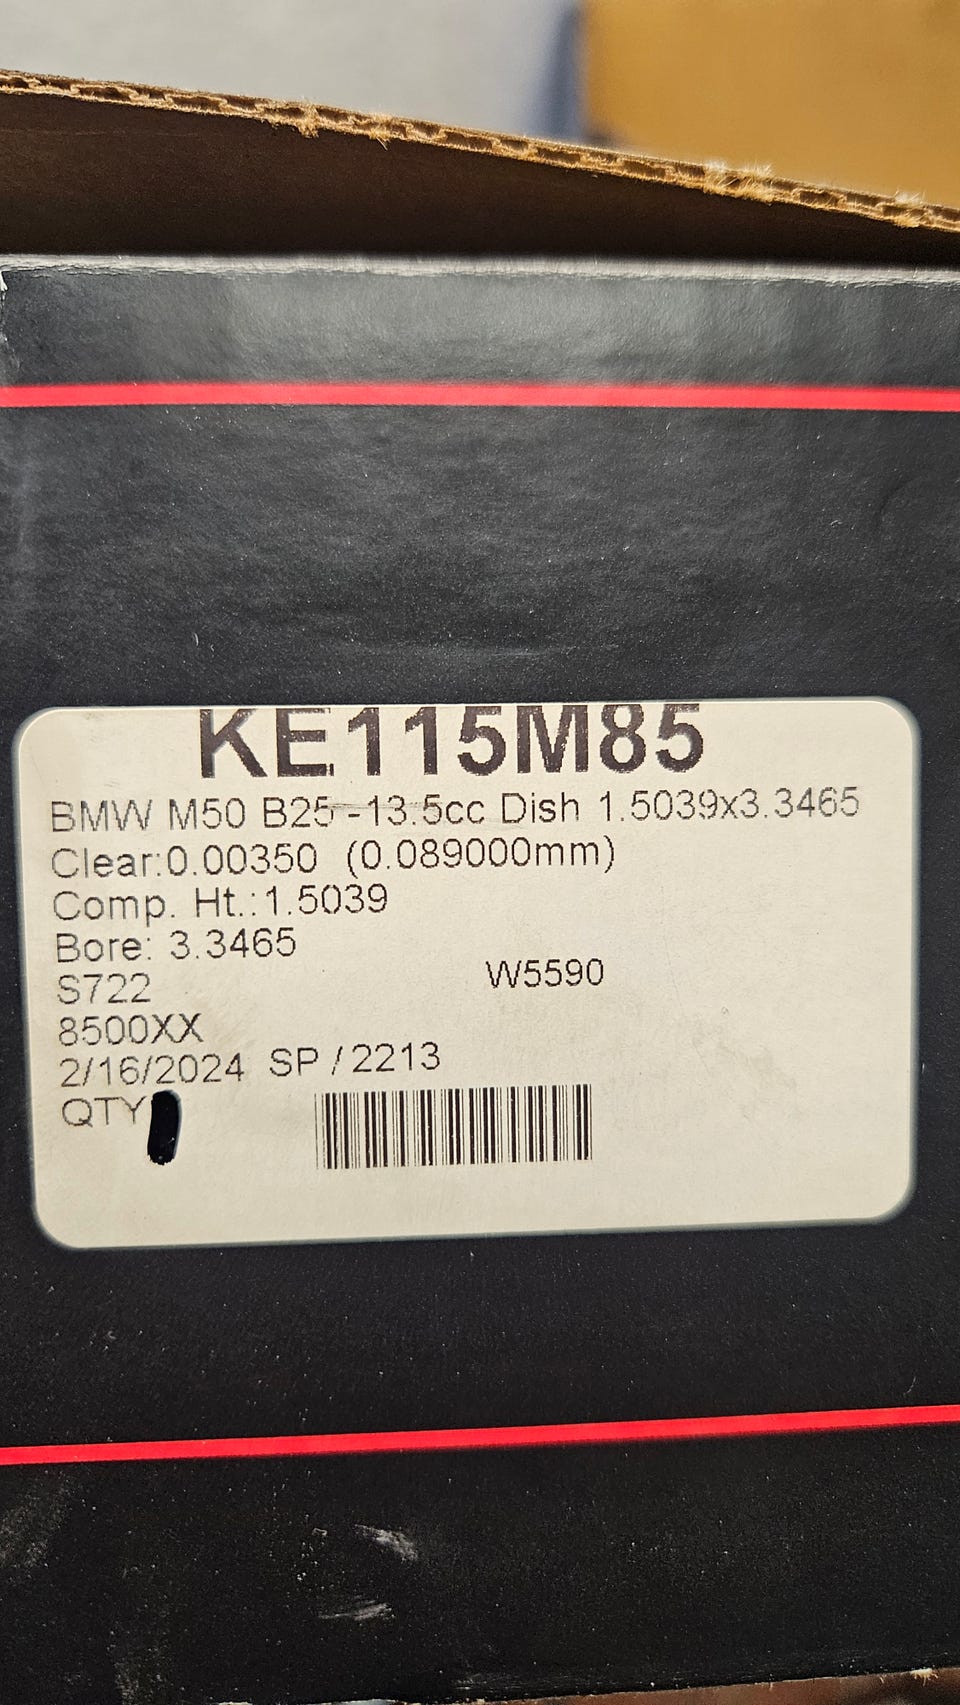 KE115M85
BMW M50 B25 -13.5cc Dish 1.5039x3.3465
Clear:0.00350 (0.089000mm)
Comp. Ht.:1.5039
Bore: 3.3465
S722 W5590
8500XX
2/16/2024 SP / 2213
QTY